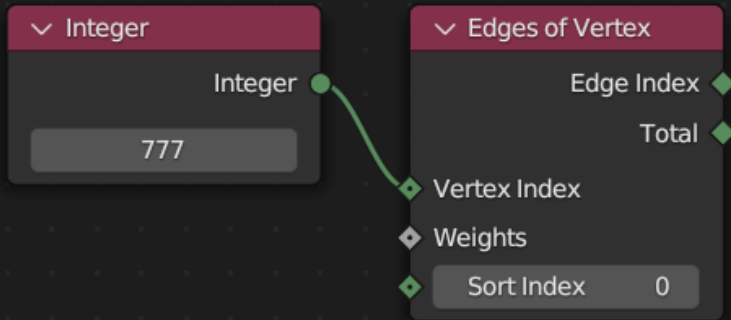 Integer
Integer
777
Edges of Vertex
Edge Index
Total
Vertex Index
Weights
Sort Index 0